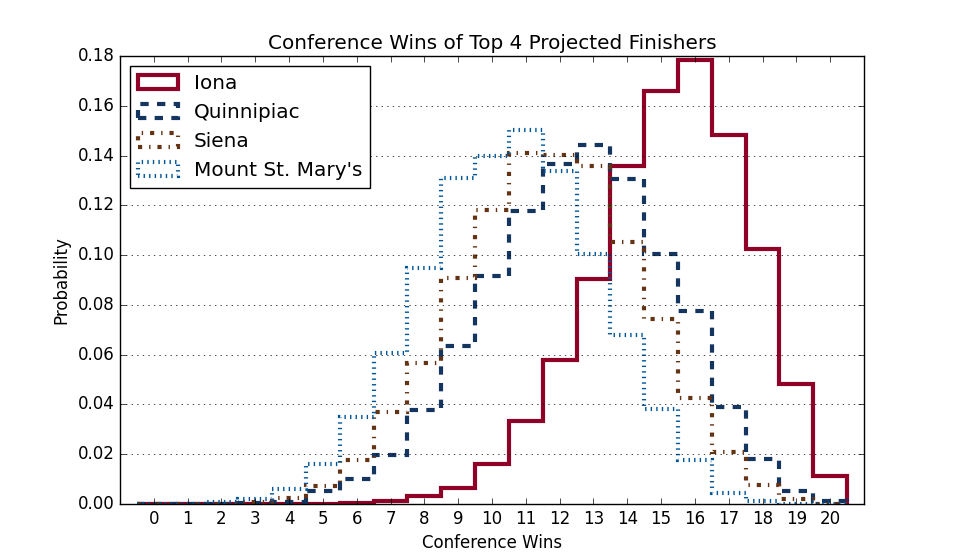 Conference Wins of Top 4 Projected Finishers
0.18
0.16
0.14
0.12
0.10
0.08
0.06
0.04
0.02
0.00
Probability
Iona
Quinnipiac
Siena
Mount St. Mary's
0 1 2 3 4 5 6 7 8 9 10 11 12 13 14 15 16 17 18 19 20
Conference Wins